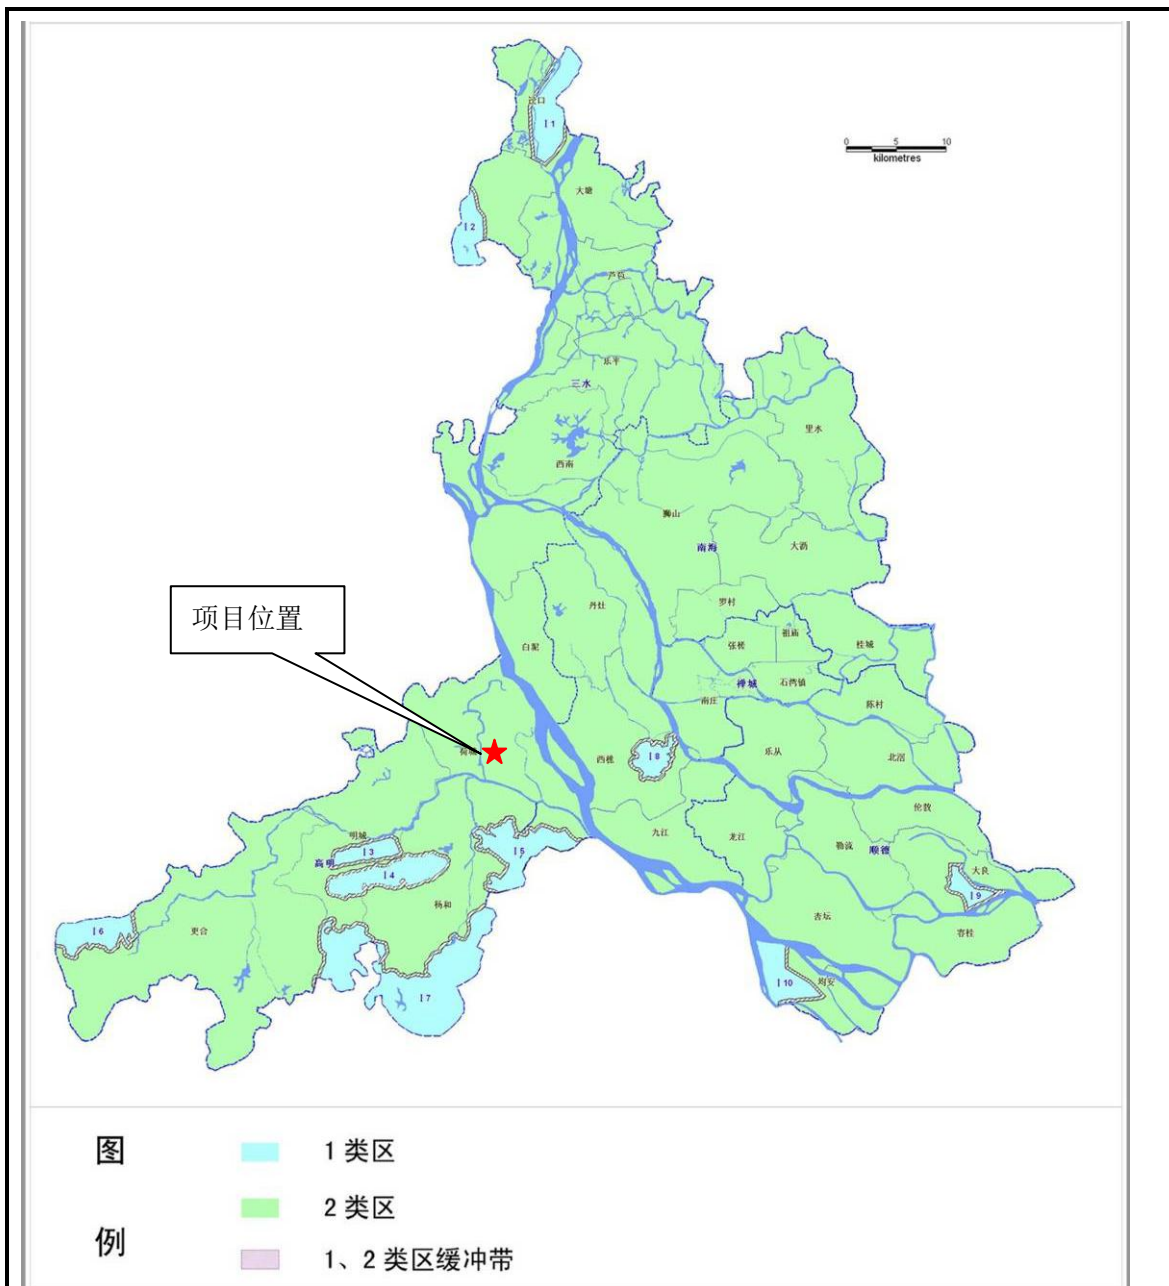 迳口
I 1
0 5 10
kilometres
大塘
I 2
芦苞
乐平
三水
里水
西南
狮山
南海
大沥
项目位置
丹灶
罗村
祖庙
张槎
桂城
白坭
禅城
石湾镇
南庄
陈村
荷城
西樵
I 8
乐从
北滘
伦教
明城
九江
龙江
勒流
顺德
I 3
I 5
高明
I 4
大良
I 9
杨和
杏坛
容桂
I 6
更合
I 7
I 10
均安
图
例
1 类区
2 类区
1、2 类区缓冲带